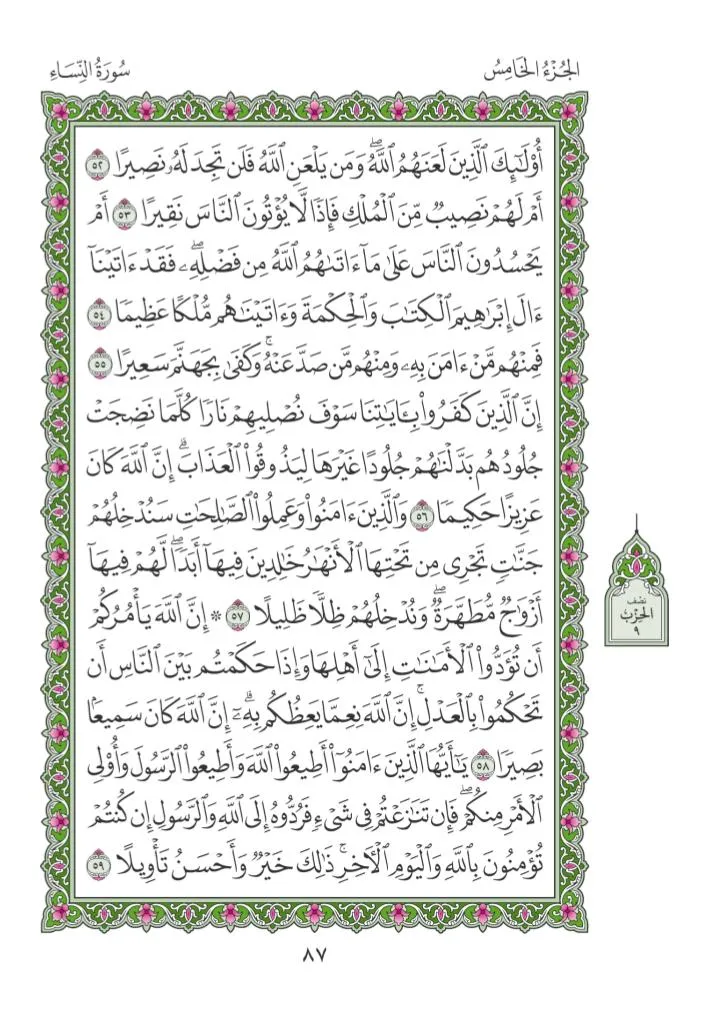 الجُزْءُ الخَامِسُ
سُورَةُ النِّسَاءِ
أُوْلَٰٓئِكَ ٱلَّذِينَ لَعَنَهُمُ ٱللَّهُۖ وَمَن يَلْعَنِ ٱللَّهُ فَلَن تَجِدَ لَهُۥ نَصِيرًا ٥٢
أَمْ لَهُمْ نَصِيبٌ مِّنَ ٱلْمُلْكِ فَإِذًا لَّا يُؤْتُونَ ٱلنَّاسَ نَقِيرًا ٥٣ أَمْ
يَحْسُدُونَ ٱلنَّاسَ عَلَىٰ مَآ ءَاتَىٰهُمُ ٱللَّهُ مِن فَضْلِهِۦۖ فَقَدْ ءَاتَيْنَآ
ءَالَ إِبْرَٰهِيمَ ٱلْكِتَٰبَ وَٱلْحِكْمَةَ وَءَاتَيْنَٰهُم مُّلْكًا عَظِيمًا ٥٤
فَمِنْهُم مَّنْ ءَامَنَ بِهِۦ وَمِنْهُم مَّن صَدَّ عَنْهُۚ وَكَفَىٰ بِجَهَنَّمَ سَعِيرًا ٥٥
إِنَّ ٱلَّذِينَ كَفَرُواْ بِـَٔايَٰتِنَا سَوْفَ نُصْلِيهِمْ نَارًا كُلَّمَا نَضِجَتْ
جُلُودُهُم بَدَّلْنَٰهُمْ جُلُودًا غَيْرَهَا لِيَذُوقُواْ ٱلْعَذَابَۗ إِنَّ ٱللَّهَ كَانَ
عَزِيزًا حَكِيمًا ٥٦ وَٱلَّذِينَ ءَامَنُواْ وَعَمِلُواْ ٱلصَّٰلِحَٰتِ سَنُدْخِلُهُمْ
جَنَّٰتٍ تَجْرِى مِن تَحْتِهَا ٱلْأَنْهَٰرُ خَٰلِدِينَ فِيهَآ أَبَدًاۖ لَّهُمْ فِيهَآ
أَزْوَٰجٌ مُّطَهَّرَةٌۖ وَنُدْخِلُهُمْ ظِلًّا ظَلِيلًا ٥٧ ۞ إِنَّ ٱللَّهَ يَأْمُرُكُمْ
أَن تُؤَدُّواْ ٱلْأَمَٰنَٰتِ إِلَىٰٓ أَهْلِهَا وَإِذَا حَكَمْتُم بَيْنَ ٱلنَّاسِ أَن
تَحْكُمُواْ بِٱلْعَدْلِۚ إِنَّ ٱللَّهَ نِعِمَّا يَعِظُكُم بِهِۦٓۗ إِنَّ ٱللَّهَ كَانَ سَمِيعًۢا
بَصِيرًا ٥٨ يَٰٓأَيُّهَا ٱلَّذِينَ ءَامَنُوٓاْ أَطِيعُواْ ٱللَّهَ وَأَطِيعُواْ ٱلرَّسُولَ وَأُوْلِى
ٱلْأَمْرِ مِنكُمْۖ فَإِن تَنَٰزَعْتُمْ فِى شَىْءٍ فَرُدُّوهُ إِلَى ٱللَّهِ وَٱلرَّسُولِ إِن كُنتُمْ
تُؤْمِنُونَ بِٱللَّهِ وَٱلْيَوْمِ ٱلْأَخِرِۚ ذَٰلِكَ خَيْرٌ وَأَحْسَنُ تَأْوِيلًا ٥٩
نصف
الحِزب
٩
٨٧